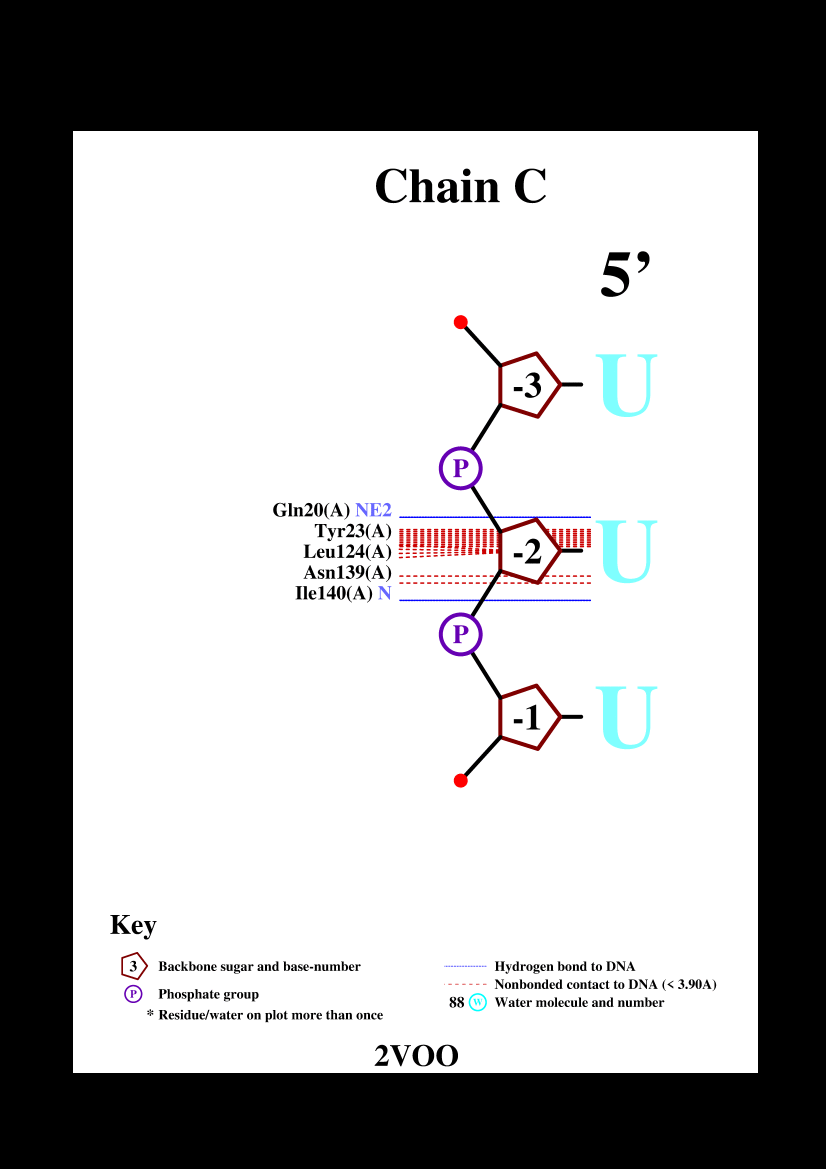 Chain C
5’
-3 U
P
Gln20(A) NE2
Tyr23(A)
Leu124(A)
-2 U
Asn139(A)
Ile140(A) N
P
-1 U
Key
3 Backbone sugar and base-number
P Phosphate group
* Residue/water on plot more than once
Hydrogen bond to DNA
Nonbonded contact to DNA (< 3.90A)
88 W Water molecule and number
2VOO